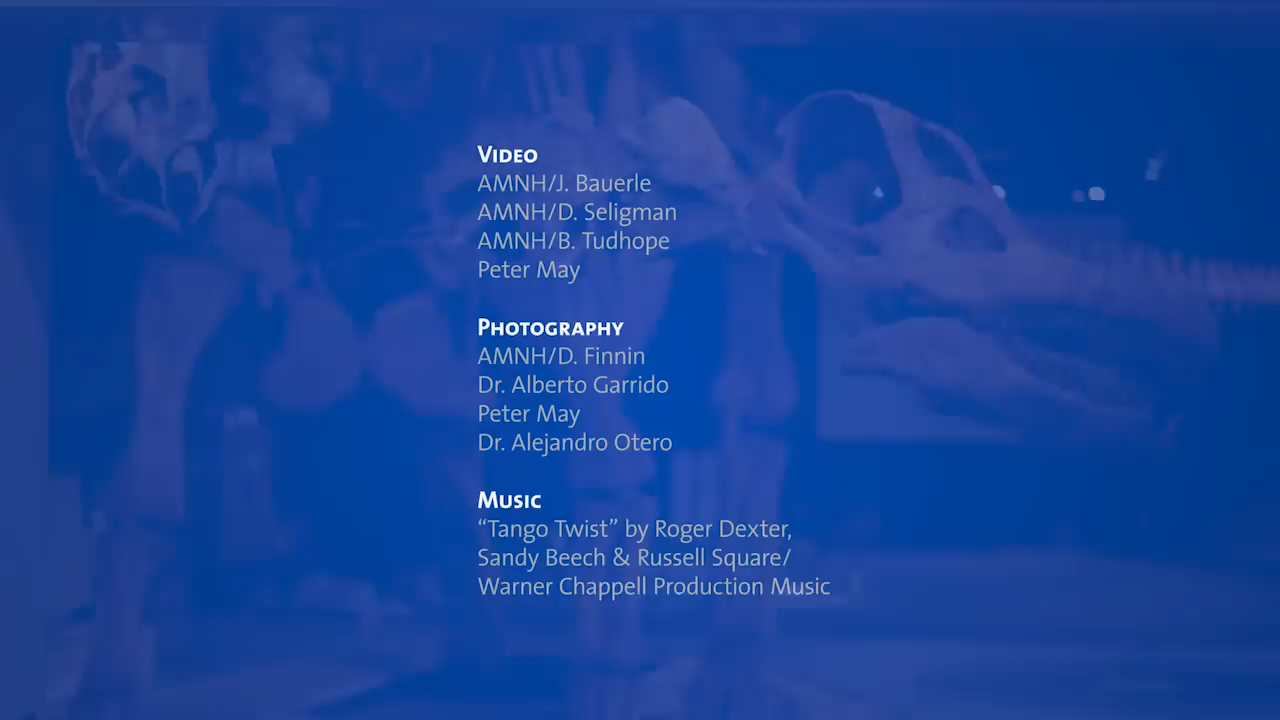 VIDEO
AMNH/J. Bauerle
AMNH/D. Seligman
AMNH/B. Tudhope
Peter May
PHOTOGRAPHY
AMNH/D. Finnin
Dr. Alberto Garrido
Peter May
Dr. Alejandro Otero
MUSIC
“Tango Twist” by Roger Dexter,
Sandy Beech & Russell Square/
Warner Chappell Production Music